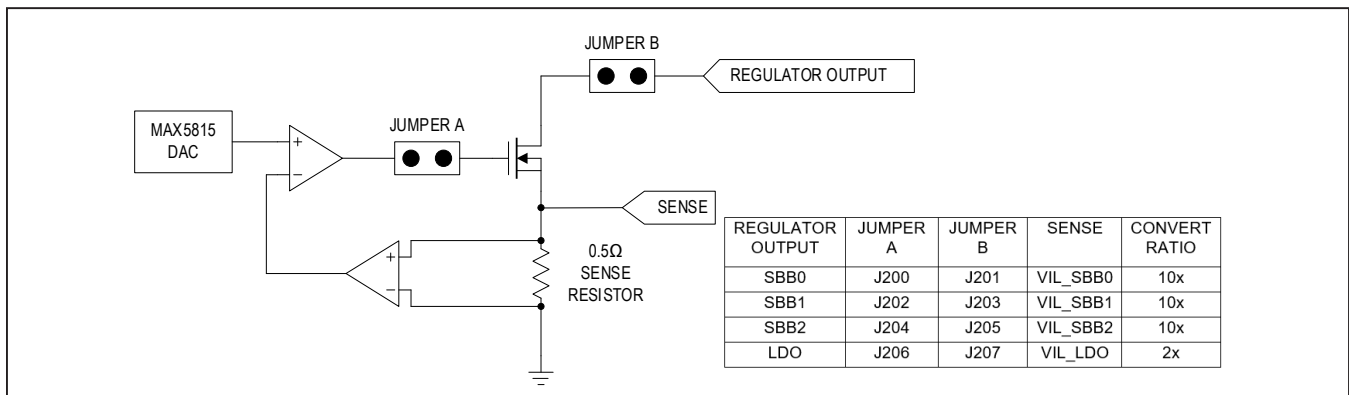 JUMPER B
REGULATOR OUTPUT
MAX5815
DAC
+
−
JUMPER A
SENSE
+
−
0.5Ω
SENSE
RESISTOR
REGULATOR OUTPUT JUMPER A JUMPER B SENSE CONVERT RATIO
SBB0 J200 J201 VIL_SBB0 10x
SBB1 J202 J203 VIL_SBB1 10x
SBB2 J204 J205 VIL_SBB2 10x
LDO J206 J207 VIL_LDO 2x